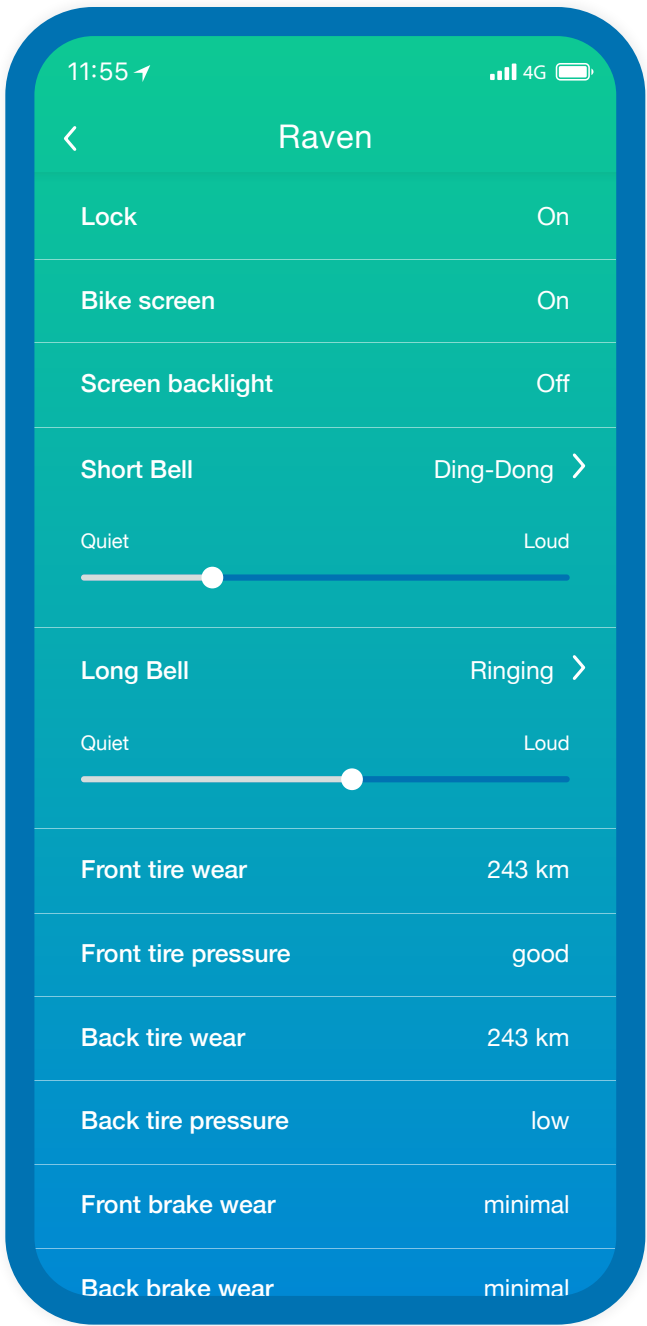 11:55 4G
Raven
Lock On
Bike screen On
Screen backlight Off
Short Bell Ding-Dong
Quiet Loud
Long Bell Ringing
Quiet Loud
Front tire wear 243 km
Front tire pressure good
Back tire wear 243 km
Back tire pressure low
Front brake wear minimal
Back brake wear minimal